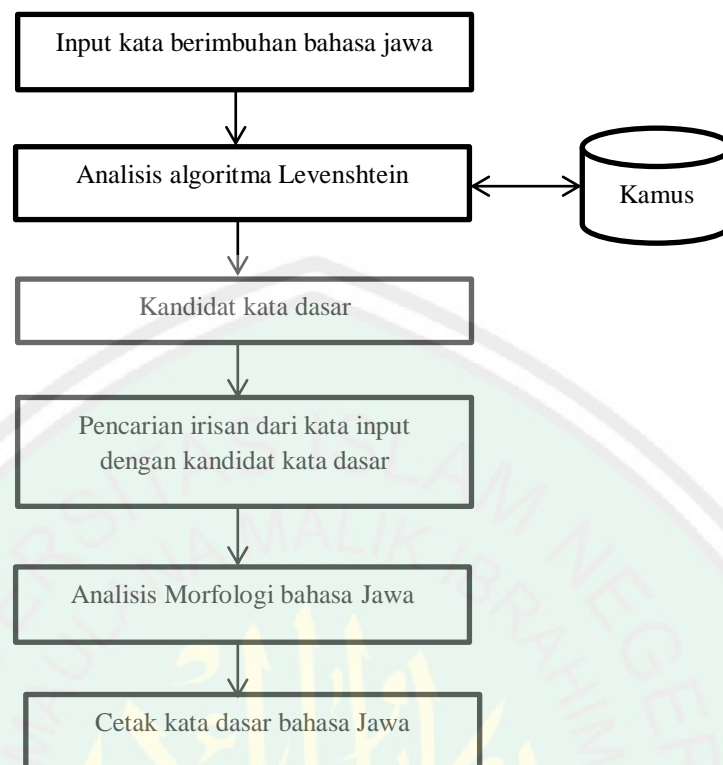 Input kata berimbuhan bahasa jawa
Analisis algoritma Levenshtein
Kamus
Kandidat kata dasar
Pencarian irisan dari kata input
dengan kandidat kata dasar
Analisis Morfologi bahasa Jawa
Cetak kata dasar bahasa Jawa